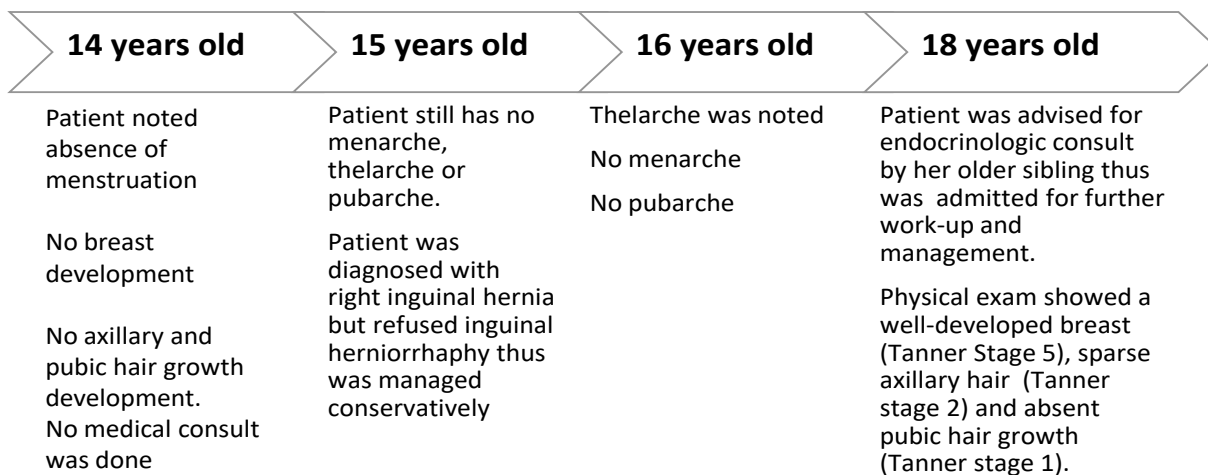 14 years old
15 years old
16 years old
18 years old
Patient noted
absence of
menstruation
No breast
development
No axillary and
pubic hair growth
development.
No medical consult
was done
Patient still has no
menarche,
thelarche or
pubarche.
Patient was
diagnosed with
right inguinal hernia
but refused inguinal
herniorrhaphy thus
was managed
conservatively
Thelarche was noted
No menarche
No pubarche
Patient was advised for
endocrinologic consult
by her older sibling thus
was  admitted for further
work-up and
management.
Physical exam showed a
well-developed breast
(Tanner Stage 5), sparse
axillary hair  (Tanner
stage 2) and absent
pubic hair growth
(Tanner stage 1).